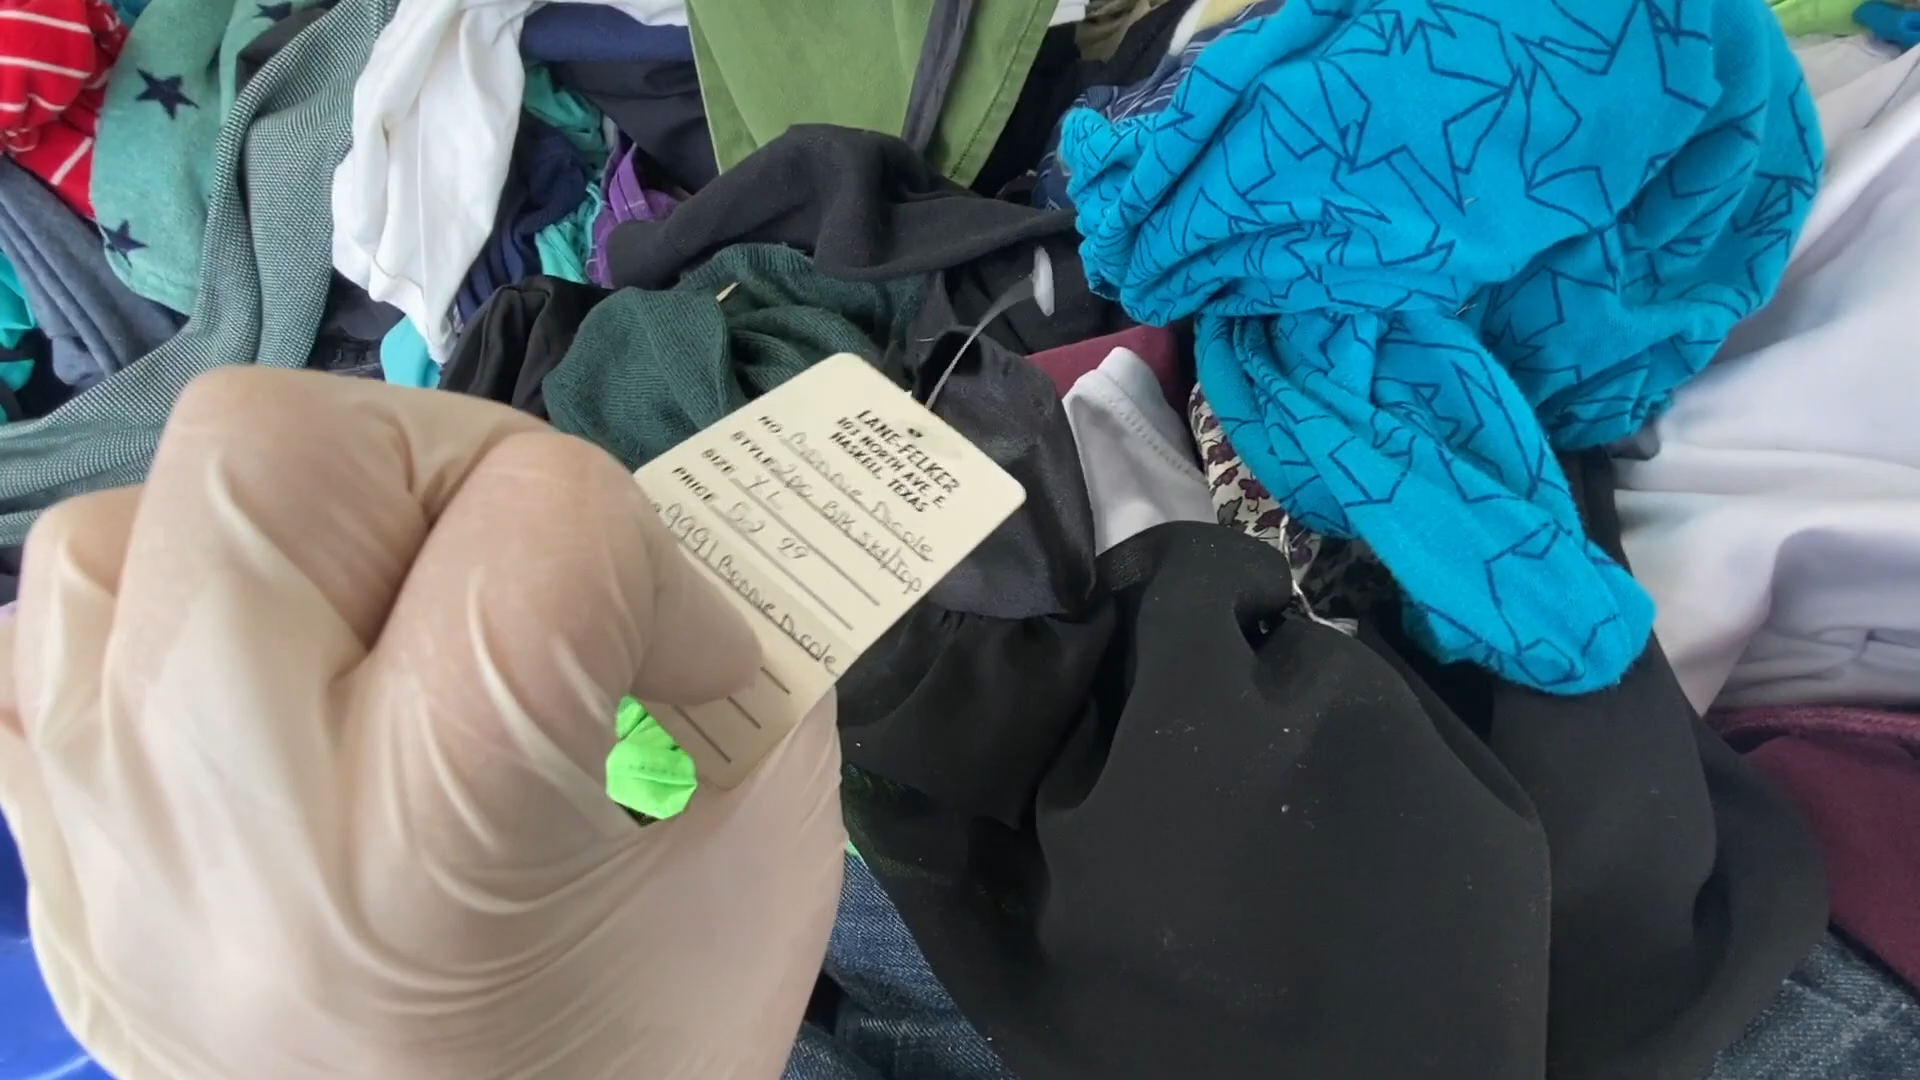 LANE-FELKER
103 NORTH AVE. E
HASKELL, TEXAS
NO. Bonnie Nicole
STYLE 2pc Blk skt/top
SIZE XL
PRICE 52 99
9991 Bonnie Nicole